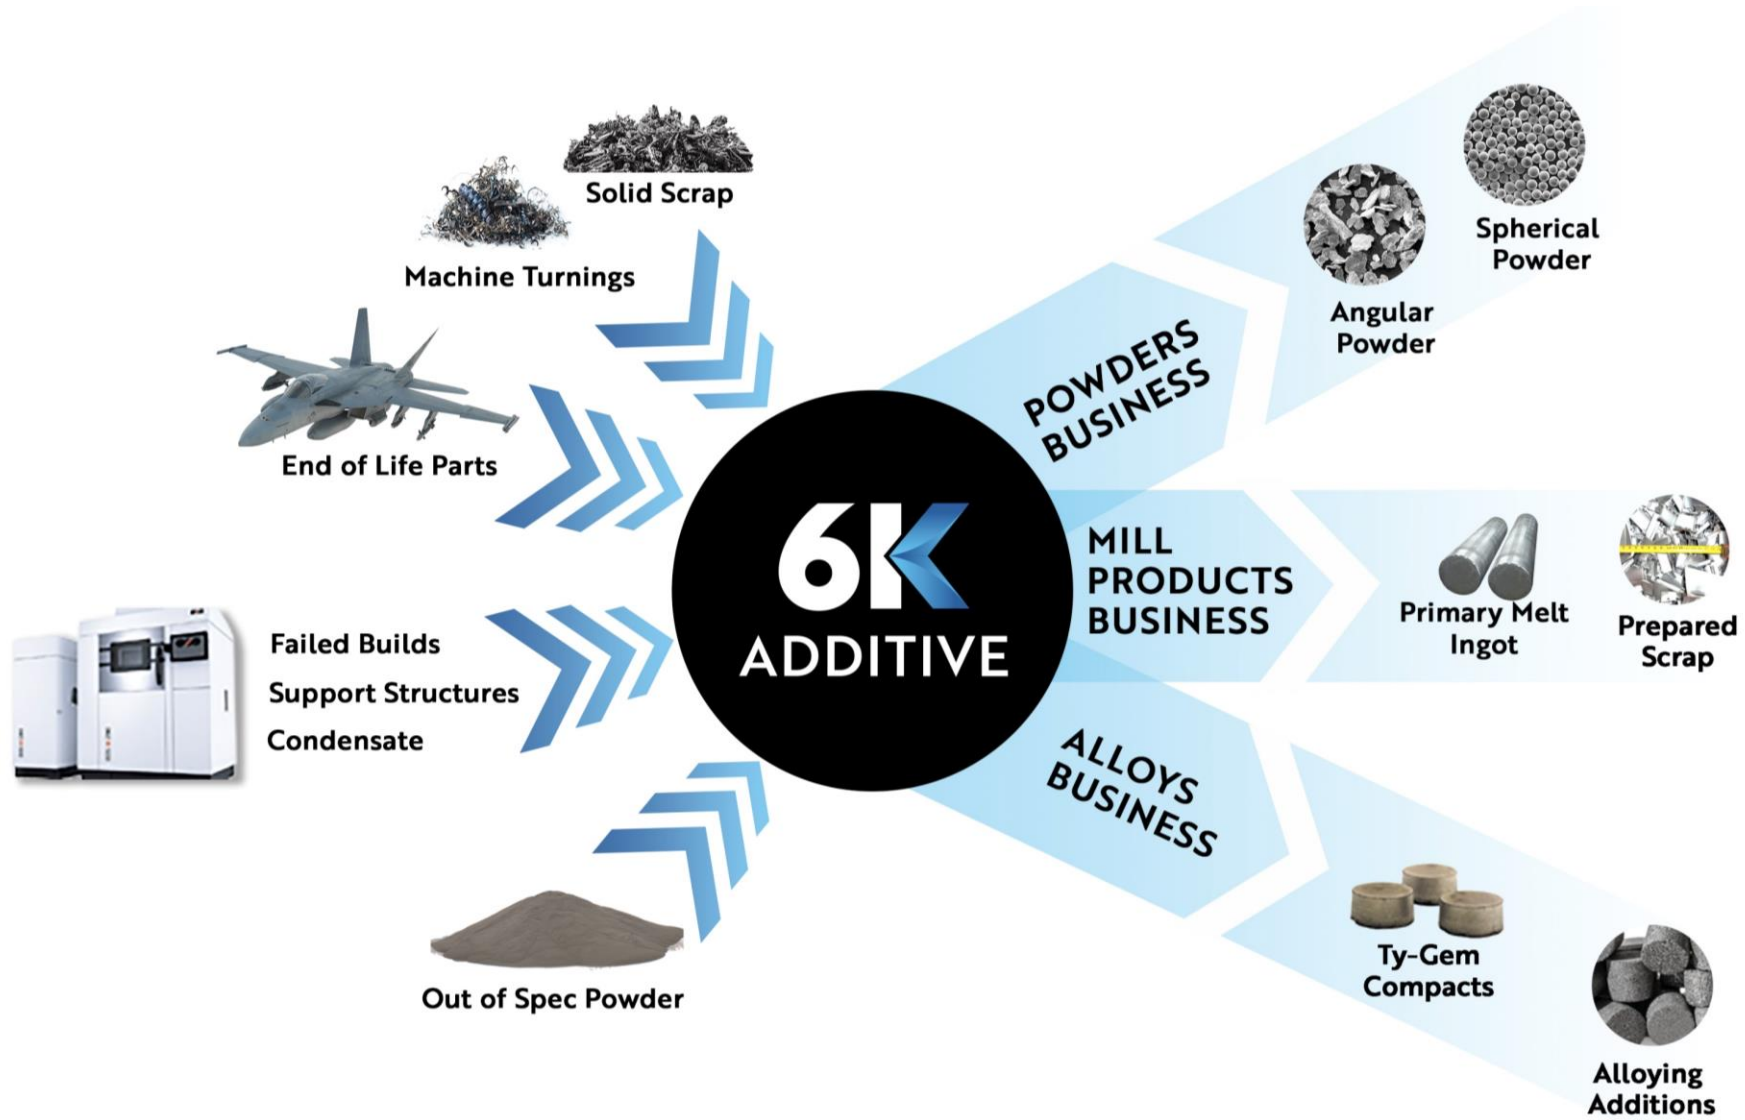 Solid Scrap
Machine Turnings
End of Life Parts
Failed Builds
Support Structures
Condensate
Out of Spec Powder
6K
ADDITIVE
POWDERS
BUSINESS
Angular
Powder
Spherical
Powder
MILL
PRODUCTS
BUSINESS
Primary Melt
Ingot
Prepared
Scrap
ALLOYS
BUSINESS
Ty-Gem
Compacts
Alloying
Additions